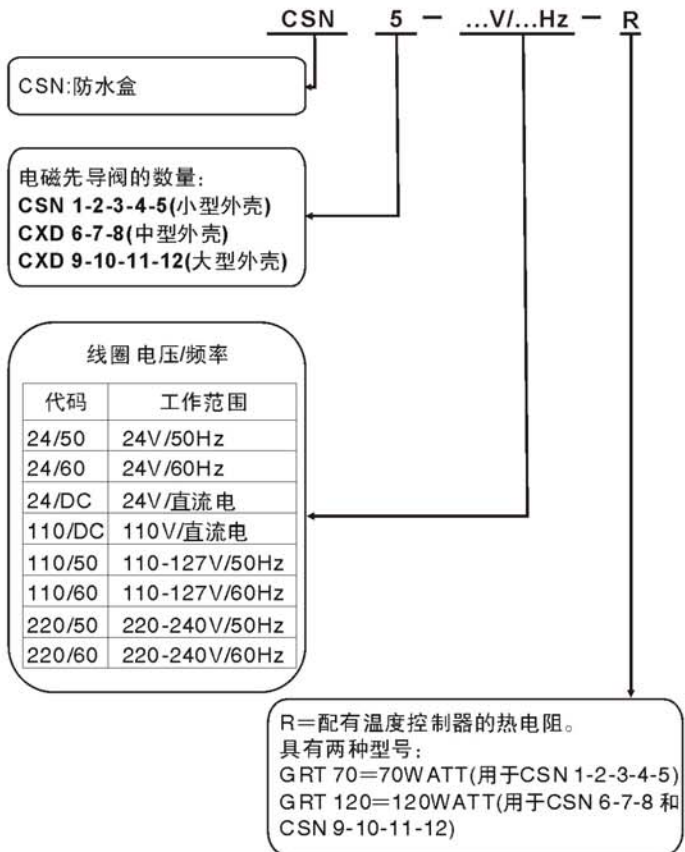 CSN 5 － ...V/...Hz － R
CSN:防水盒
电磁先导阀的数量：
CSN 1-2-3-4-5(小型外壳)
CXD 6-7-8(中型外壳)
CXD 9-10-11-12(大型外壳)
线圈 电压/频率
代码 工作范围
24/50 24V/50Hz
24/60 24V/60Hz
24/DC 24V/直流电
110/DC 110V/直流电
110/50 110-127V/50Hz
110/60 110-127V/60Hz
220/50 220-240V/50Hz
220/60 220-240V/60Hz
R＝配有温度控制器的热电阻。
具有两种型号：
GRT 70＝70WATT(用于CSN 1-2-3-4-5)
GRT 120＝120WATT(用于CSN 6-7-8 和
CSN 9-10-11-12)